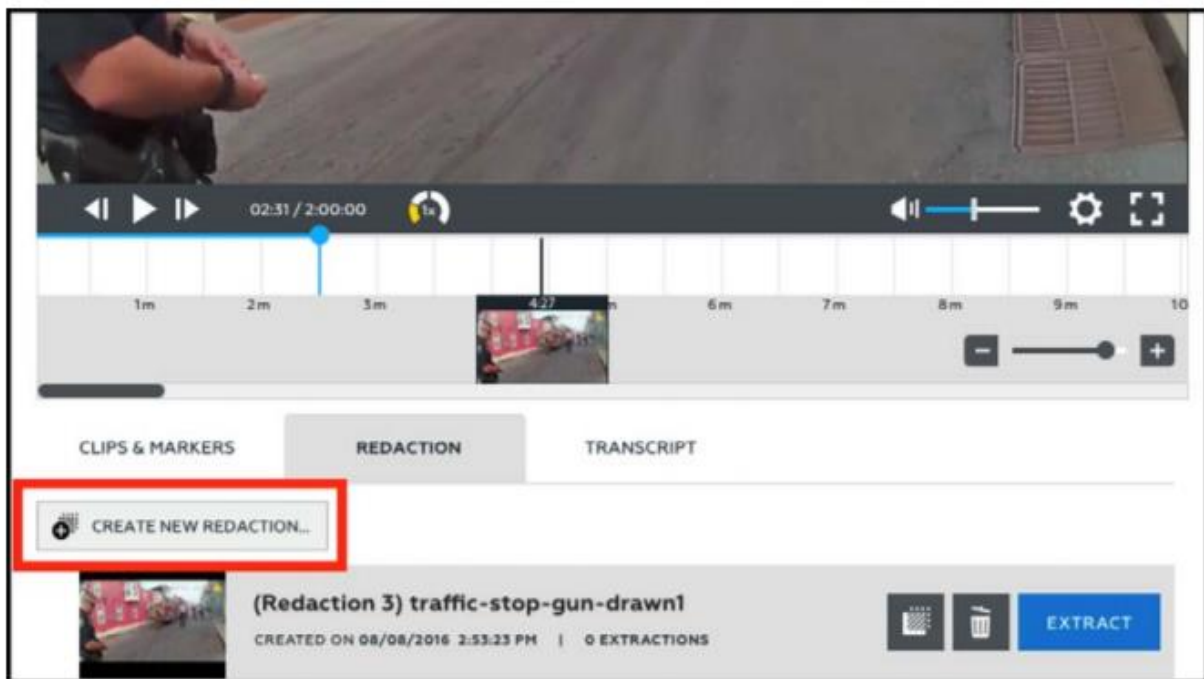 02:31 / 2:00:00 1x
1m 2m 3m 4:27 m 6m 7m 8m 9m 10
CLIPS & MARKERS REDACTION TRANSCRIPT
CREATE NEW REDACTION...
(Redaction 3) traffic-stop-gun-drawn1
CREATED ON 08/08/2016 2:53:23 PM | 0 EXTRACTIONS
EXTRACT